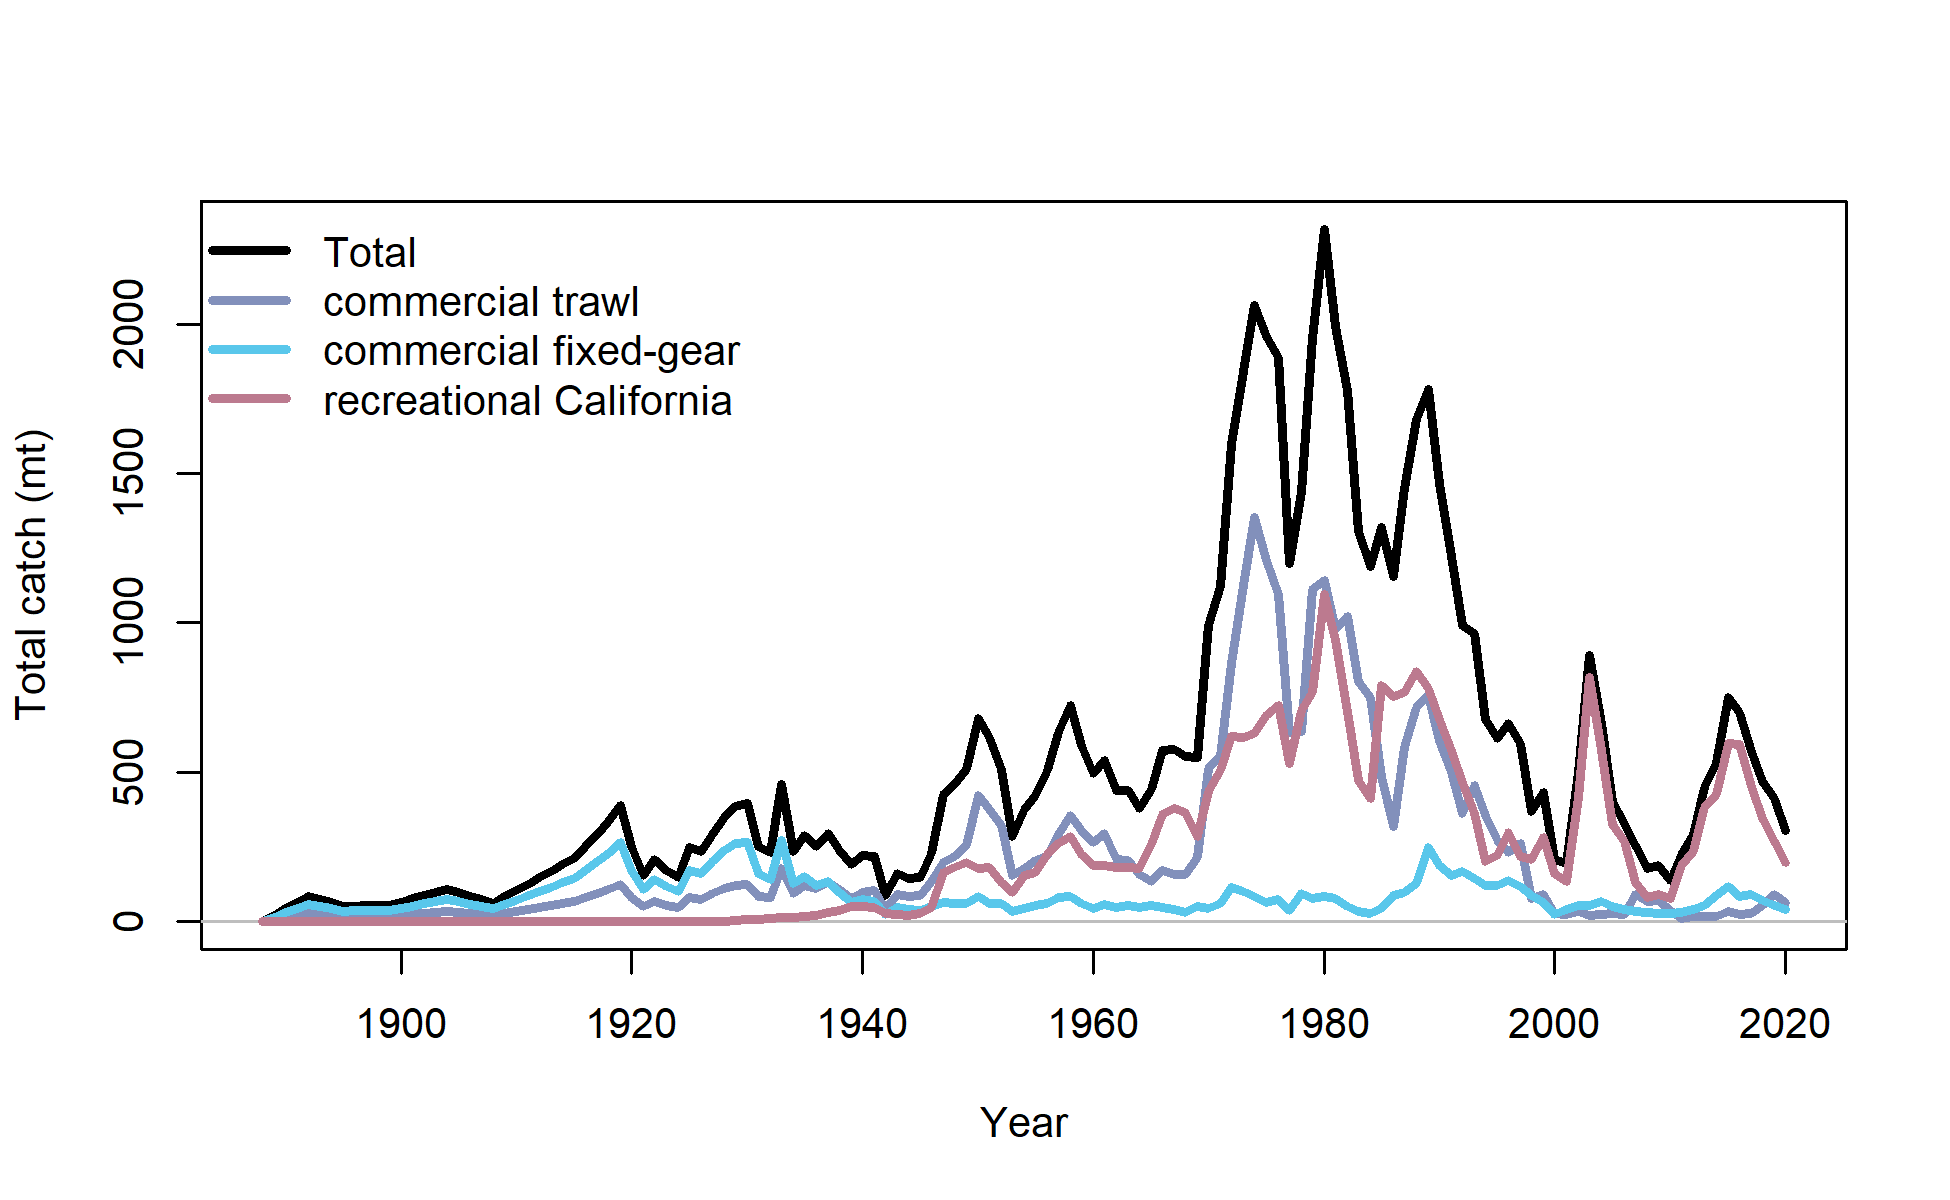 Total
commercial trawl
commercial fixed-gear
recreational California
Total catch (mt)
2000
1500
1000
500
0
1900 1920 1940 1960 1980 2000 2020
Year